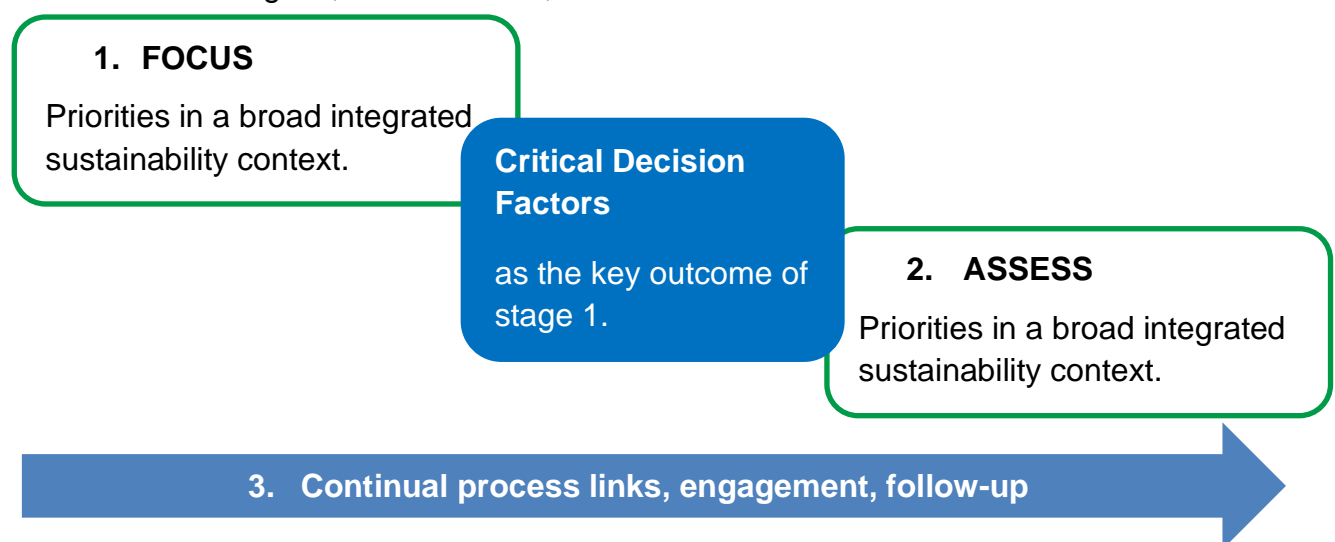 1. FOCUS
Priorities in a broad integrated
sustainability context.
Critical Decision
Factors
as the key outcome of
stage 1.
2. ASSESS
Priorities in a broad integrated
sustainability context.
3. Continual process links, engagement, follow-up